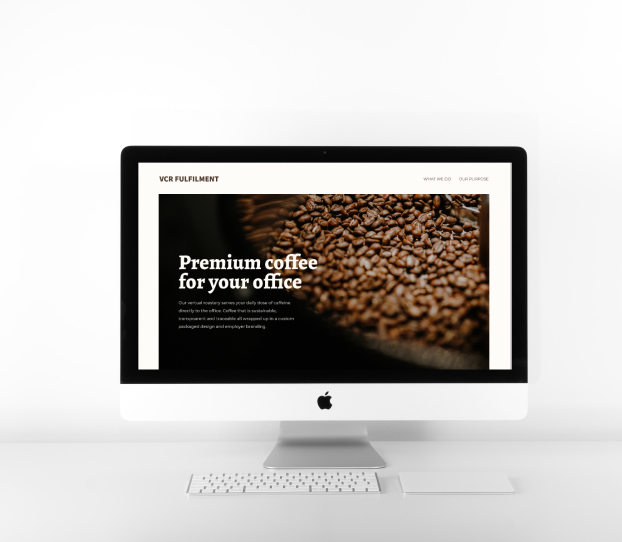 VCR FULFILMENT
WHAT WE DO OUR PURPOSE
Premium coffee
for your office
Our virtual roastery serves your daily dose of caffeine
directly to the office. Coffee that is sustainable,
transparent and traceable all wrapped up in a custom
packaged design and employer branding.